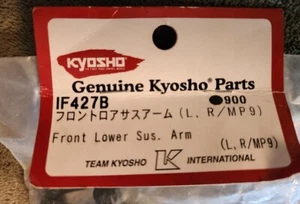 KYOSHO
Genuine Kyosho® Parts
IF427B ●900
フロントロアサスアーム(L, R/MP9)
Front Lower Sus. Arm (L, R/MP9)
TEAM KYOSHO K INTERNATIONAL